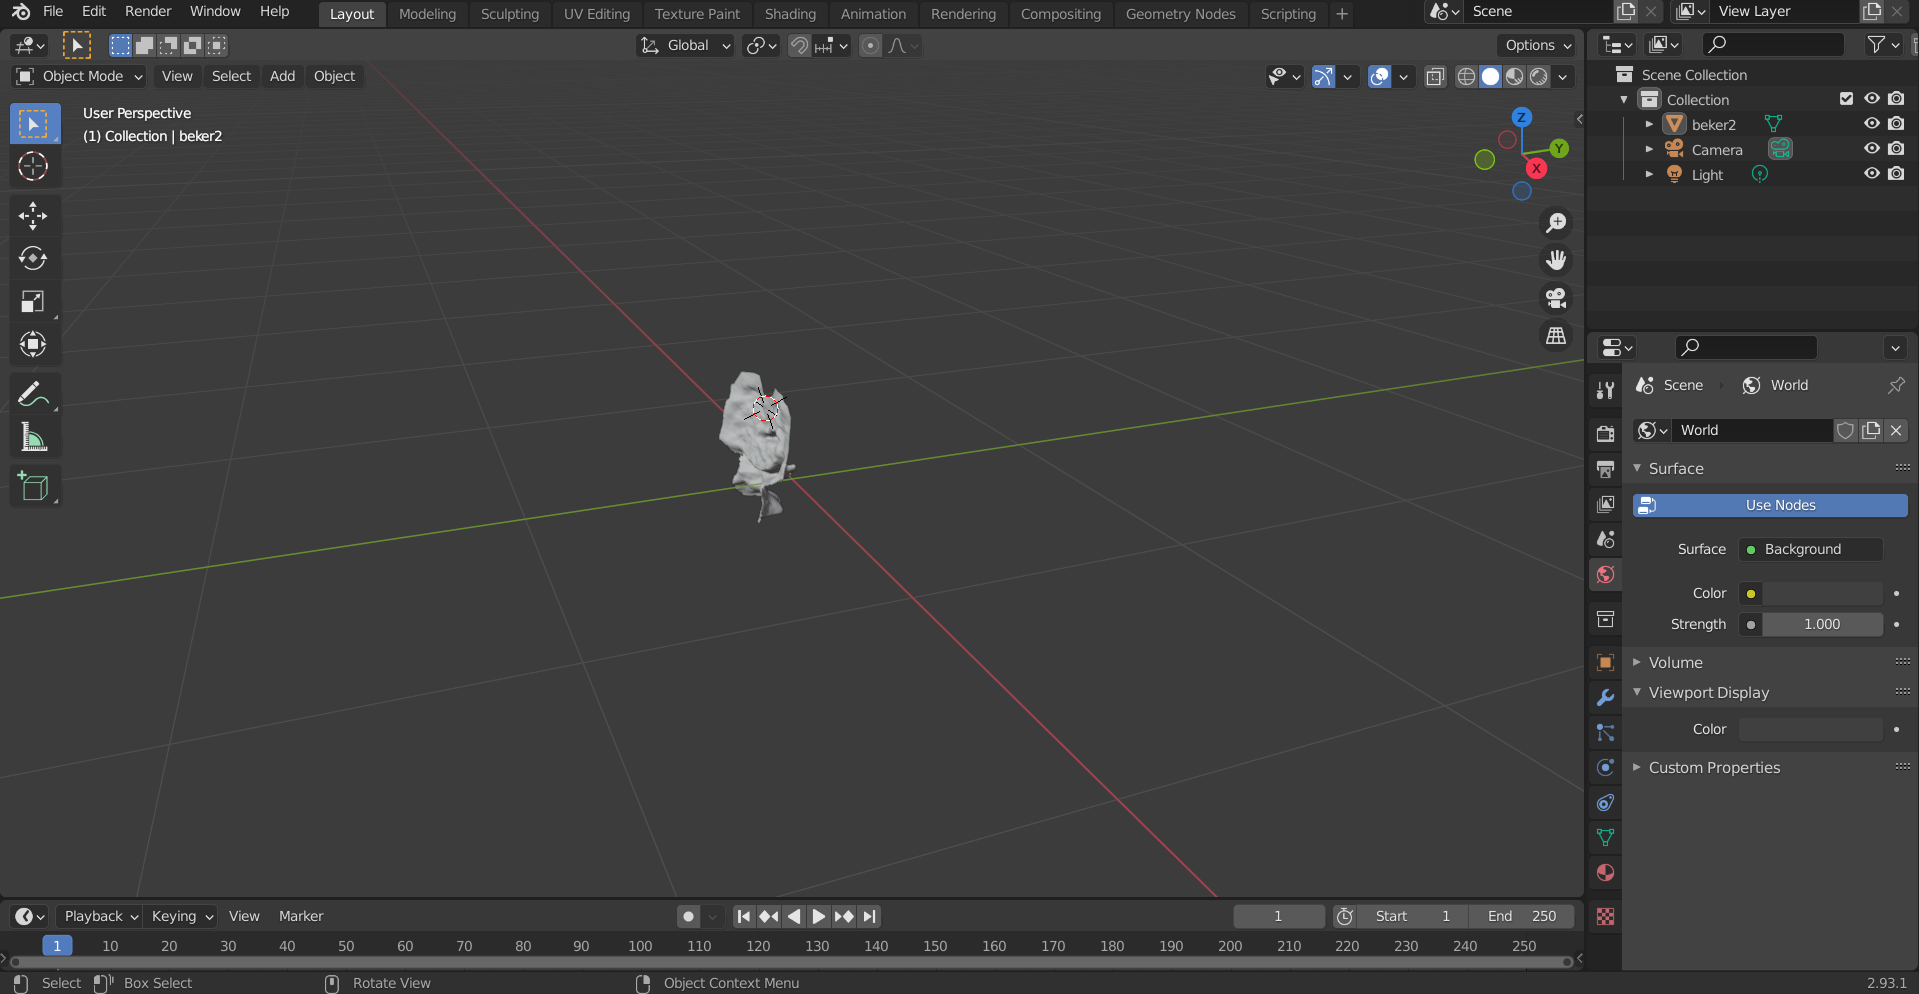 File Edit Render Window Help Layout Modeling Sculpting UV Editing Texture Paint Shading Animation Rendering Compositing Geometry Nodes Scripting + Scene View Layer
Global Options
Object Mode View Select Add Object
User Perspective
(1) Collection | beker2
Z
Y
X
Scene Collection
Collection
beker2
Camera
Light
Scene World
World
Surface
Use Nodes
Surface Background
Color
Strength 1.000
Volume
Viewport Display
Color
Custom Properties
Playback Keying View Marker 1 Start 1 End 250
1 10 20 30 40 50 60 70 80 90 100 110 120 130 140 150 160 170 180 190 200 210 220 230 240 250
Select Box Select Rotate View Object Context Menu 2.93.1